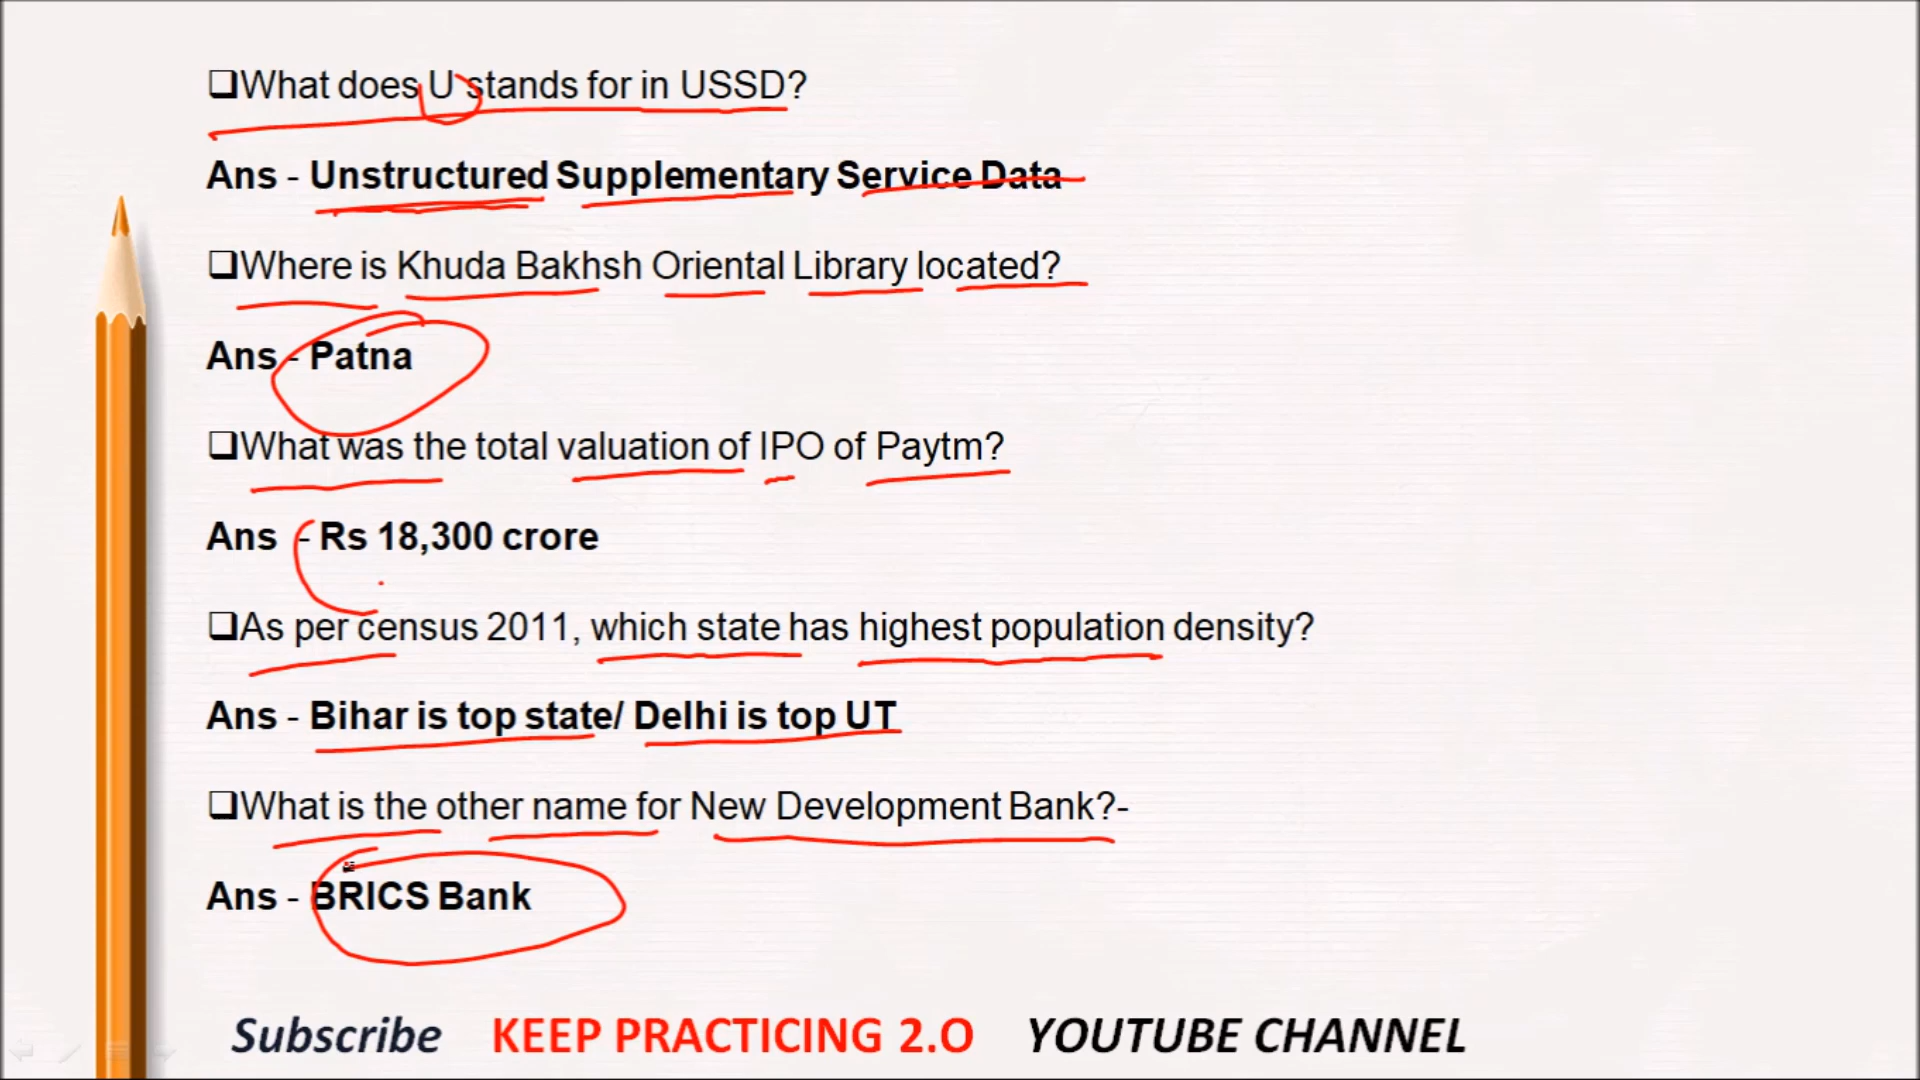 ❑What does U stands for in USSD?
Ans - Unstructured Supplementary Service Data
❑Where is Khuda Bakhsh Oriental Library located?
Ans - Patna
❑What was the total valuation of IPO of Paytm?
Ans - Rs 18,300 crore
❑As per census 2011, which state has highest population density?
Ans - Bihar is top state/ Delhi is top UT
❑What is the other name for New Development Bank?-
Ans - BRICS Bank
Subscribe KEEP PRACTICING 2.O YOUTUBE CHANNEL